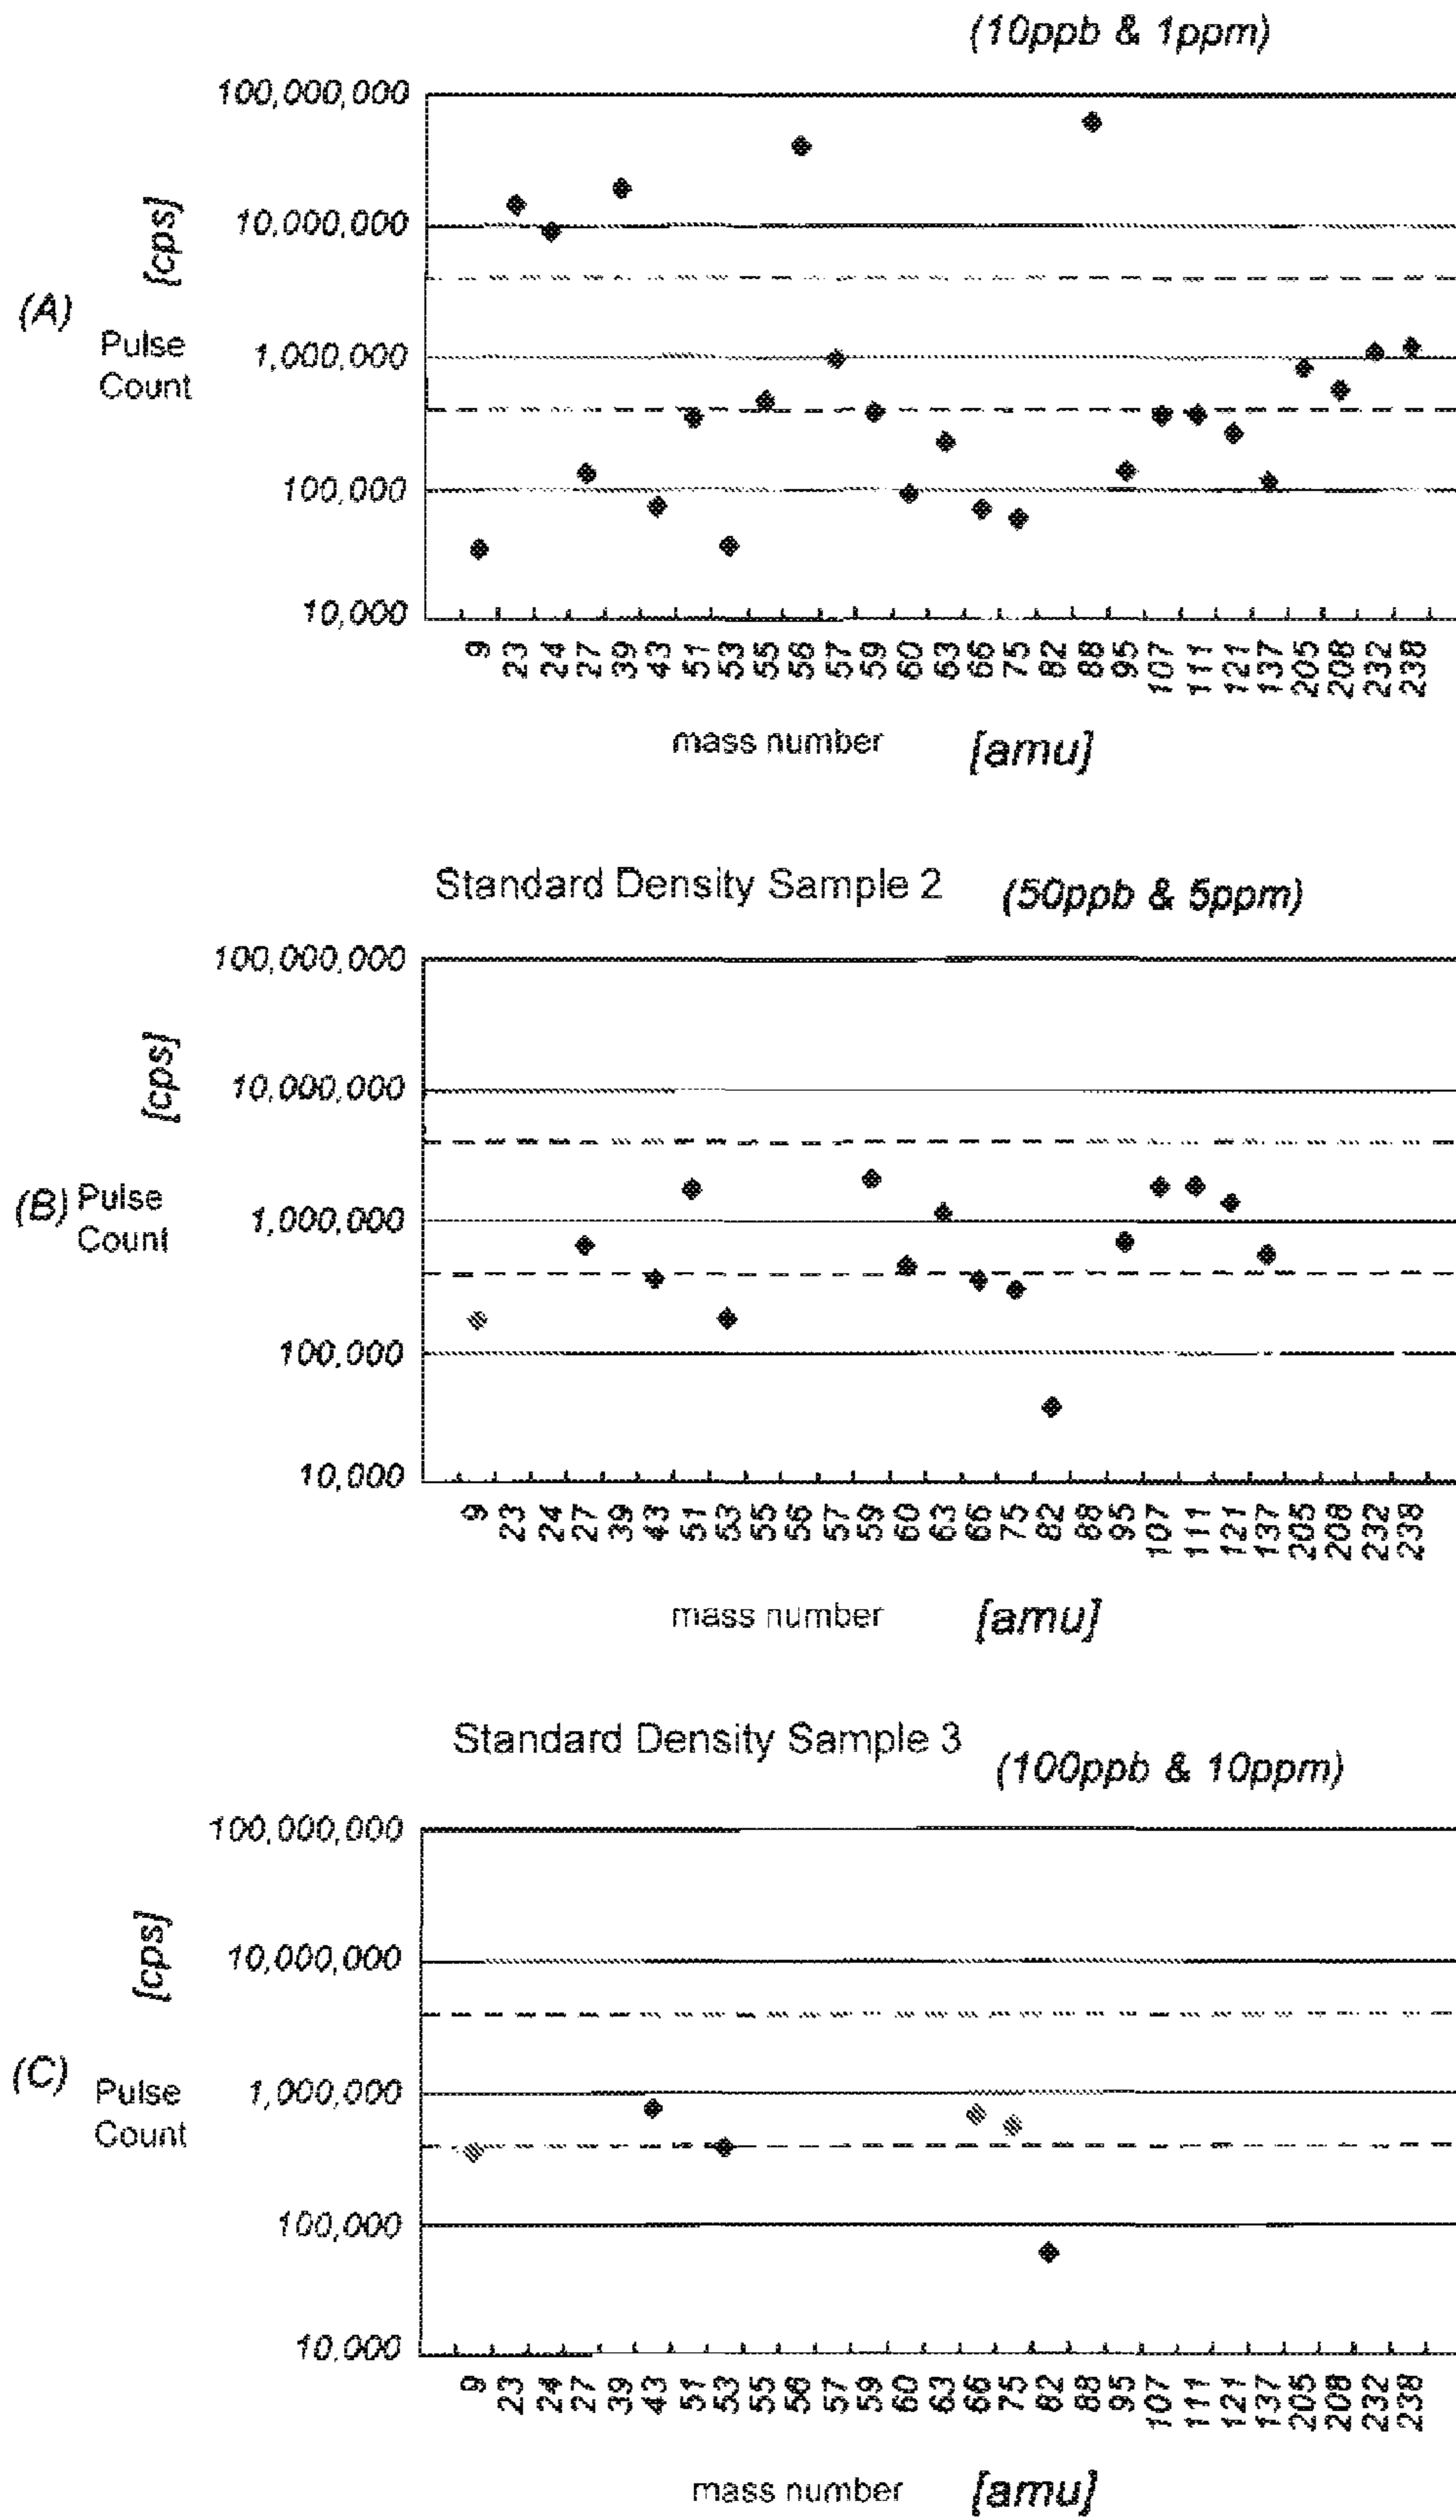 (10ppb & 1ppm)
100,000,000
10,000,000
1,000,000
100,000
10,000
[cps]
(A)
Pulse
Count
9 23 24 27 39 43 51 53 55 56 57 59 60 63 66 75 82 88 95 107 111 121 137 205 208 232 238
mass number [amu]
Standard Density Sample 2 (50ppb & 5ppm)
100,000,000
10,000,000
1,000,000
100,000
10,000
[cps]
(B) Pulse
Count
9 23 24 27 39 43 51 53 55 56 57 59 60 63 66 75 82 88 95 107 111 121 137 205 208 232 238
mass number [amu]
Standard Density Sample 3
(100ppb & 10ppm)
100,000,000
10,000,000
1,000,000
100,000
10,000
[cps]
(C)
Pulse
Count
9 23 24 27 39 43 51 53 55 56 57 59 60 63 66 75 82 88 95 107 111 121 137 205 208 232 238
mass number [amu]